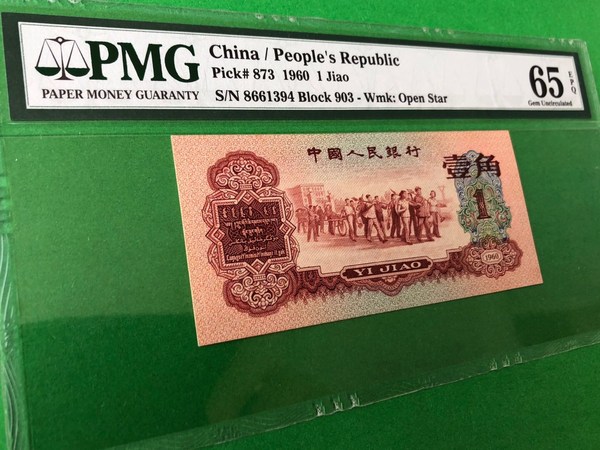 PMG
PAPER MONEY GUARANTY
China / People's Republic
Pick# 873 1960 1 Jiao
S/N 8661394 Block 903 - Wmk: Open Star
65 EPQ
Gem Uncirculated
中國人民銀行
壹角
1
YI JIAO
1960